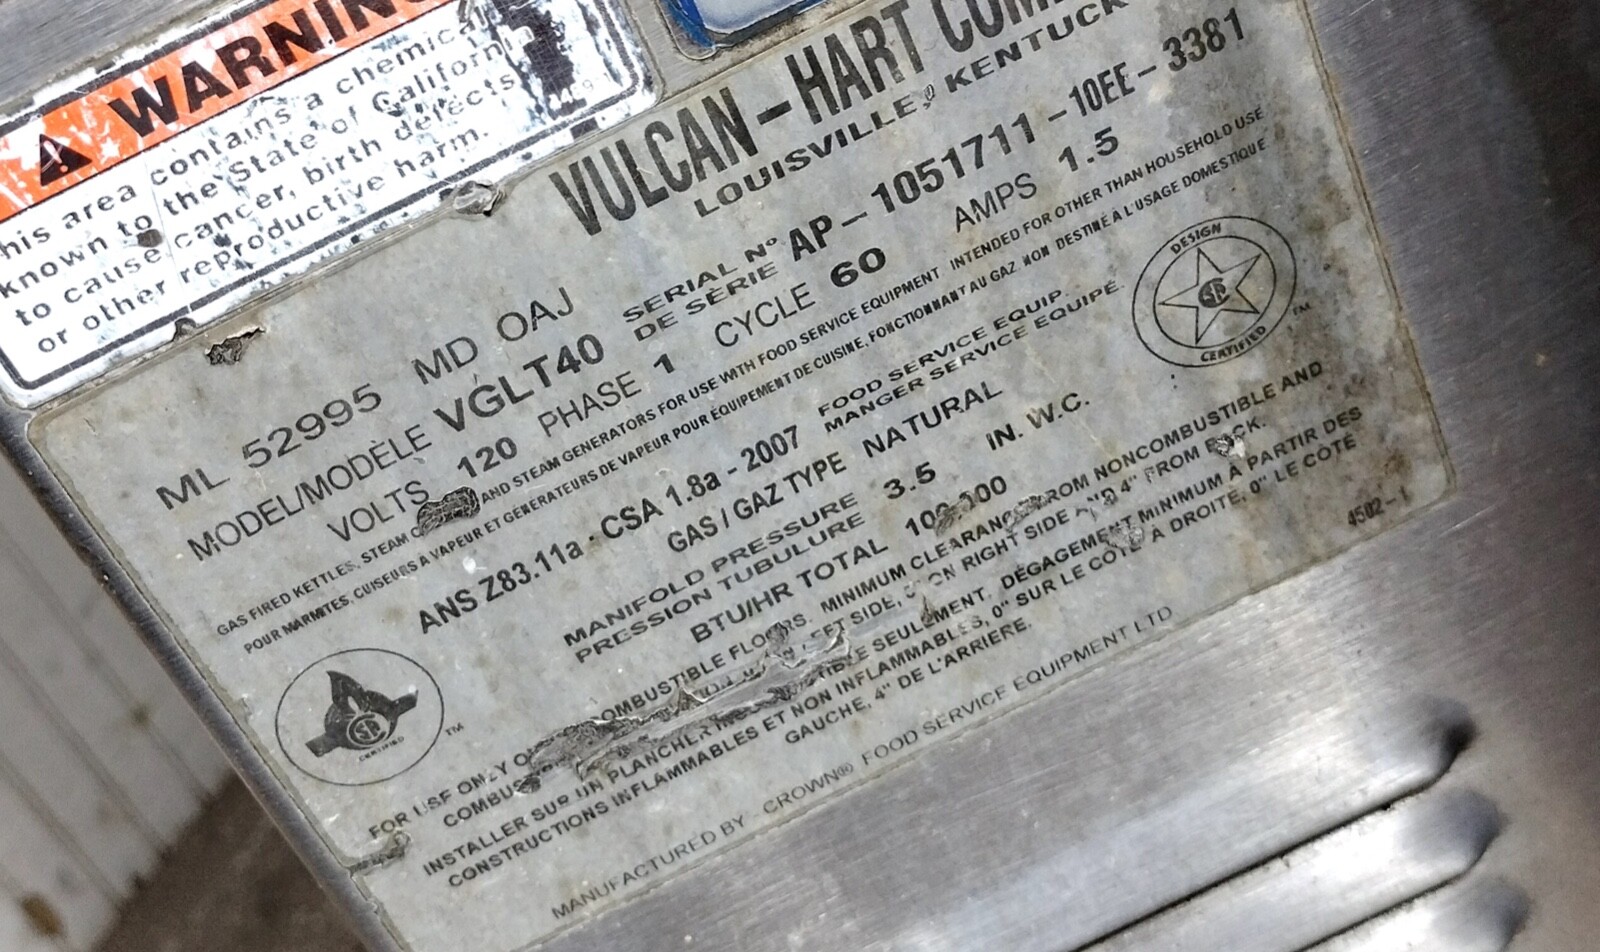 WARNING
his area contains a chemical
known to the State of California
to cause cancer, birth defects
or other reproductive harm.
VULCAN-HART
LOUISVILLE, KENTUCK
ML 52995 MD OAJ
MODEL/MODÈLE VGLT40 SERIAL Nº DE SÈRIE AP-1051711-10EE-3381
VOLTS 120 PHASE 1 CYCLE 60 AMPS 1.5
GAS FIRED KETTLES, STEAM AND STEAM GENERATORS FOR USE WITH FOOD SERVICE EQUIPMENT INTENDED FOR OTHER THAN HOUSEHOLD USE
POUR MARMITES, CUISEURS A VAPEUR ET GÉNÉRATEURS DE VAPEUR POUR ÉQUIPEMENT DE CUISINE, FONCTIONNANT AU GAZ NON DESTINÉ À L'USAGE DOMESTIQUE
ANS Z83.11a · CSA 1.8a - 2007 FOOD SERVICE EQUIP.
MANGER SERVICE EQUIPÉ.
GAS / GAZ TYPE NATURAL
MANIFOLD PRESSURE 3.5 IN. W.C.
PRESSION TUBULURE
BTU/HR TOTAL 100,000
DESIGN
CERTIFIED
TM
CERTIFIED
TM
FOR USE ONLY OMBUSTIBLE FLOORS. MINIMUM CLEARANCE FROM NONCOMBUSTIBLE AND
COMBUS SIDE, ON RIGHT SIDE AND 4" FROM BACK.
INSTALLER SUR UN PLANCHER SEULEMENT. DÉGAGEMENT MINIMUM À PARTIR DES
CONSTRUCTIONS INFLAMMABLES ET NON INFLAMMABLES, 0" SUR LE CÔTÉ À DROITE, 0" LE CÔTÉ
GAUCHE, 4" DE L'ARRIERE.
4502-1
MANUFACTURED BY CROWN® FOOD SERVICE EQUIPMENT LTD